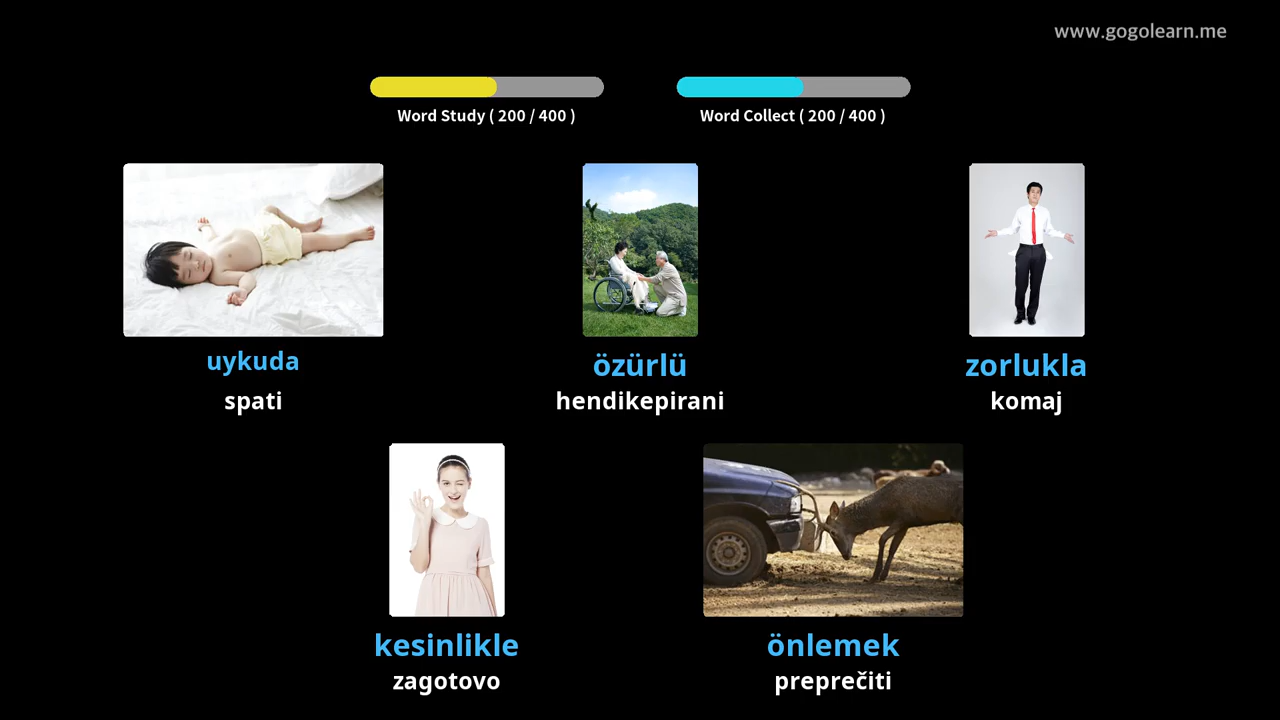 www.gogolearn.me
Word Study ( 200 / 400 )
Word Collect ( 200 / 400 )
uykuda
spati
özürlü
hendikepirani
zorlukla
komaj
kesinlikle
zagotovo
önlemek
preprečiti